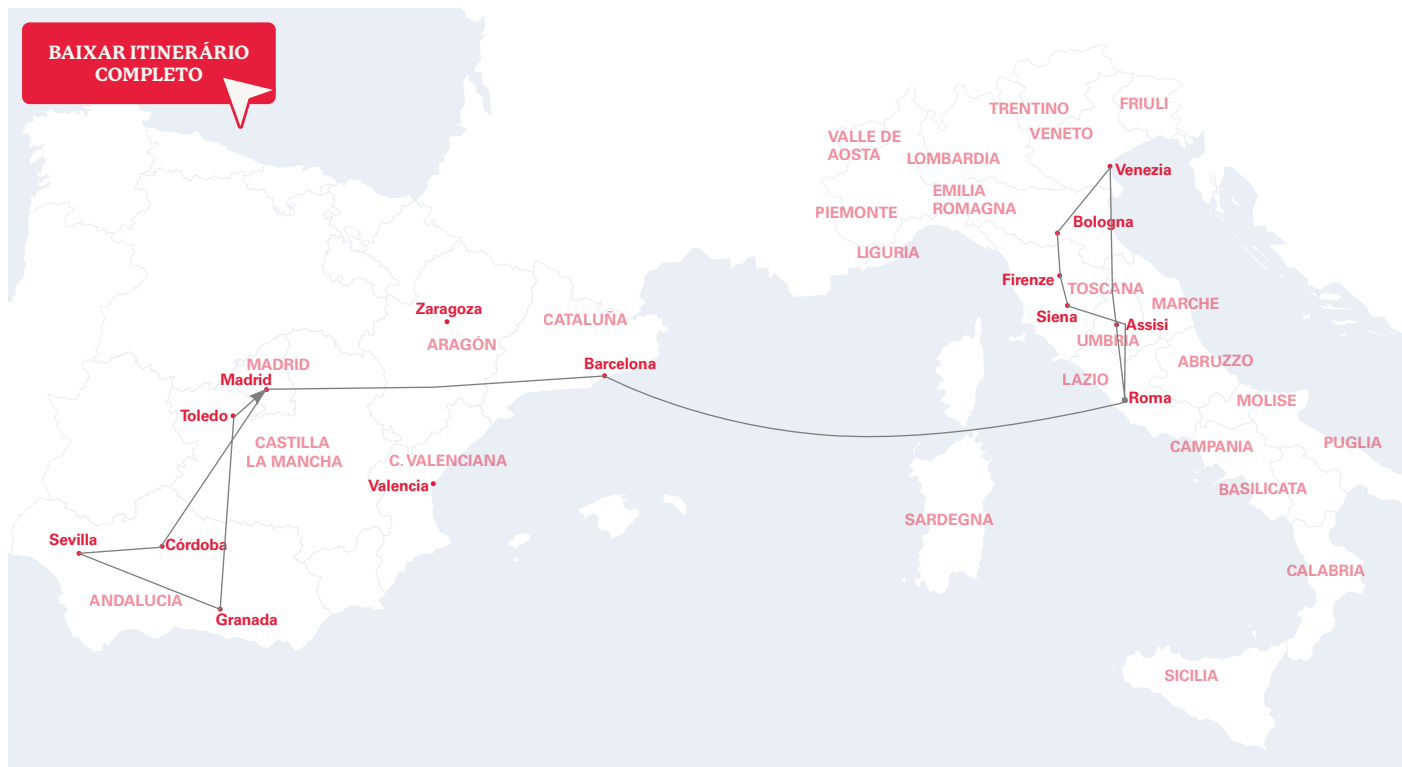 BAIXAR ITINERÁRIO
COMPLETO
TRENTINO
FRIULI
VENETO
VALLE DE
AOSTA
LOMBARDIA
Venezia
EMILIA
ROMAGNA
PIEMONTE
Bologna
LIGURIA
Firenze
TOSCANA
MARCHE
Siena
Assisi
UMBRIA
Zaragoza
CATALUÑA
ARAGÓN
MADRID
Madrid
Barcelona
ABRUZZO
LAZIO
Roma
MOLISE
Toledo
CASTILLA
LA MANCHA
C. VALENCIANA
Valencia
CAMPANIA
PUGLIA
BASILICATA
SARDEGNA
Sevilla
Córdoba
CALABRIA
ANDALUCIA
Granada
SICILIA